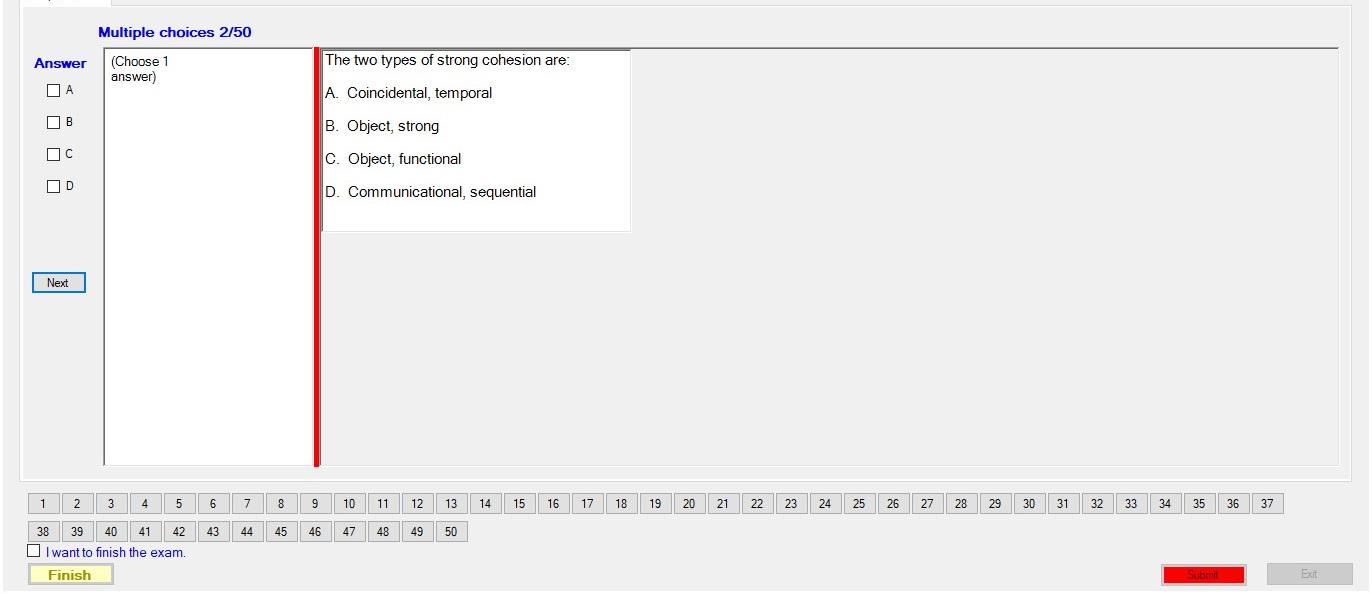 Multiple choices 2/50
Answer
(Choose 1
answer)
A
B
C
D
Next
The two types of strong cohesion are:
A. Coincidental, temporal
B. Object, strong
C. Object, functional
D. Communicational, sequential
1 2 3 4 5 6 7 8 9 10 11 12 13 14 15 16 17 18 19 20 21 22 23 24 25 26 27 28 29 30 31 32 33 34 35 36 37
38 39 40 41 42 43 44 45 46 47 48 49 50
I want to finish the exam.
Finish
Submit
Exit